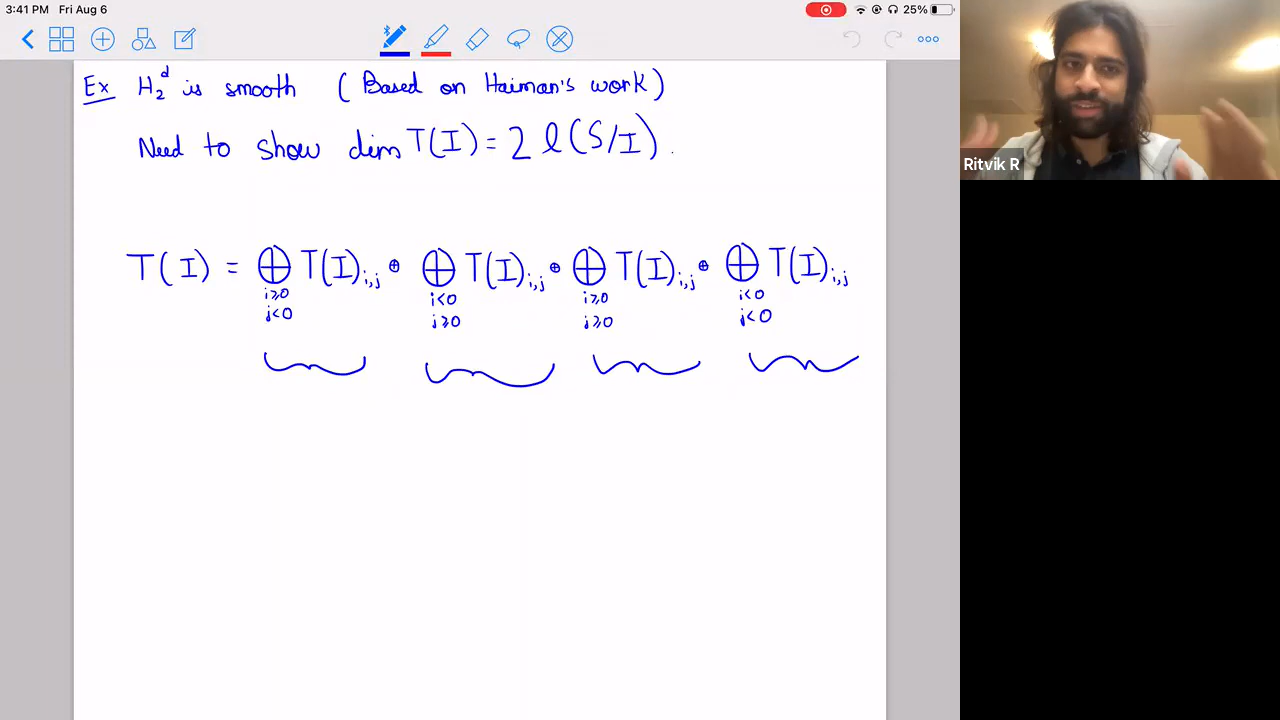 3:41 PM Fri Aug 6
25%
Ex H₂ᵈ is smooth ( Based on Haiman's work )
Need to show dim T(I) = 2 ℓ(S/I).
T(I) = ⊕ T(I)i,j ⊕ ⊕ T(I)i,j ⊕ ⊕ T(I)i,j ⊕ ⊕ T(I)i,j
i≥0 i<0 i≥0 i<0
j<0 j≥0 j≥0 j<0
Ritvik R